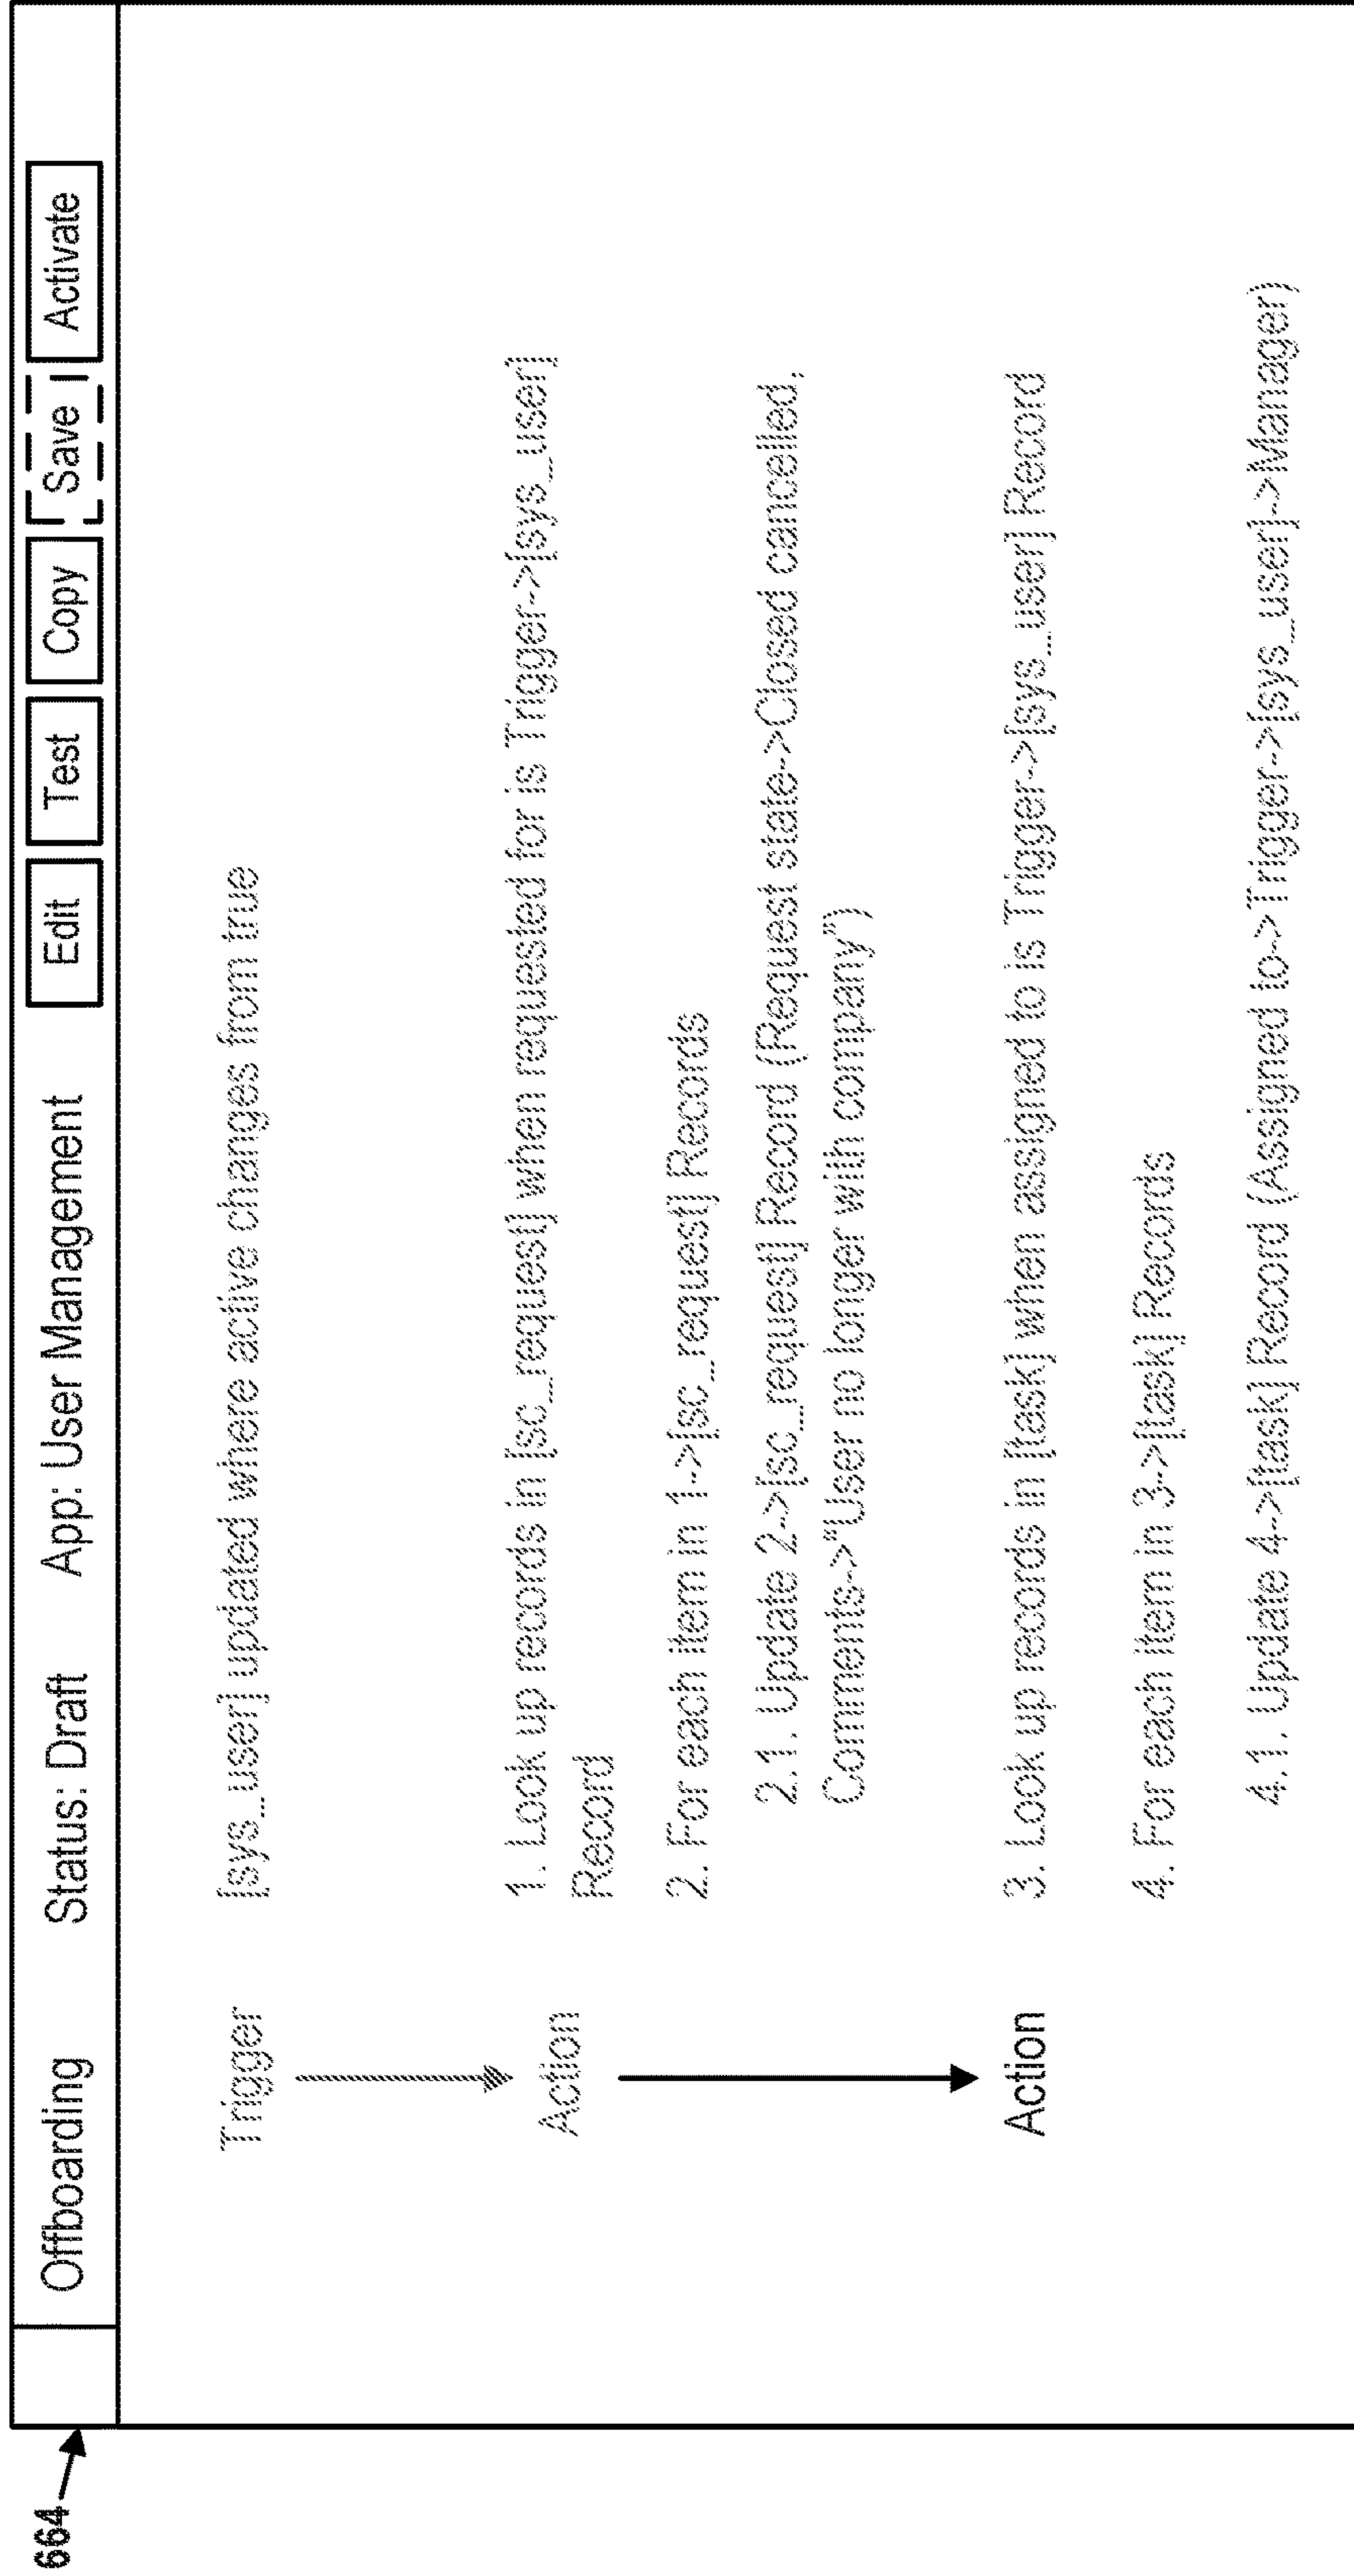 664
Offboarding Status: Draft App: User Management Edit Test Copy Save Activate
Trigger [sys_user] updated where active changes from true
Action 1. Look up records in [sc_request] when requested for is Trigger->[sys_user]
Record
2. For each item in 1->[sc_request] Records
2.1. Update 2->[sc_request] Record (Request state->Closed cancelled,
Comments->"User no longer with company")
Action 3. Look up records in [task] when assigned to is Trigger->[sys_user] Record
4. For each item in 3->[task] Records
4.1. Update 4->[task] Record (Assigned to->Trigger->[sys_user]->Manager)